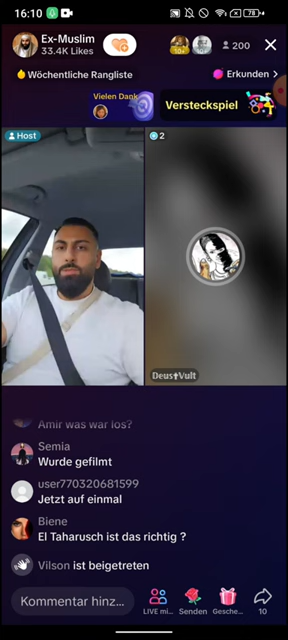 16:10
78
Ex-Muslim
33.4K Likes
200
Wöchentliche Rangliste
Erkunden >
Vielen Dank
Versteckspiel
Host
2
Deus✝Vult
Amir was war los?
Semia
Wurde gefilmt
user770320681599
Jetzt auf einmal
Biene
El Taharusch ist das richtig ?
Vilson ist beigetreten
Kommentar hinz...
LIVE mi...
Senden
Gesche...
10